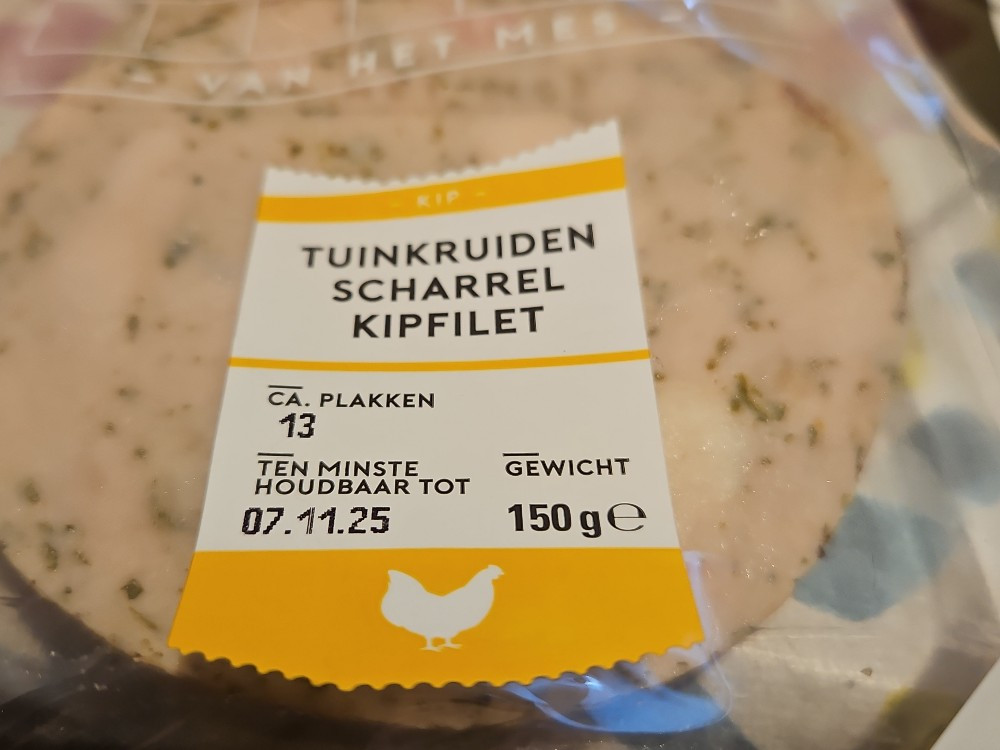 - VAN HET MES -
- KIP -
TUINKRUIDEN
SCHARREL
KIPFILET
CA. PLAKKEN
13
TEN MINSTE
HOUDBAAR TOT
07.11.25
GEWICHT
150 g ℮